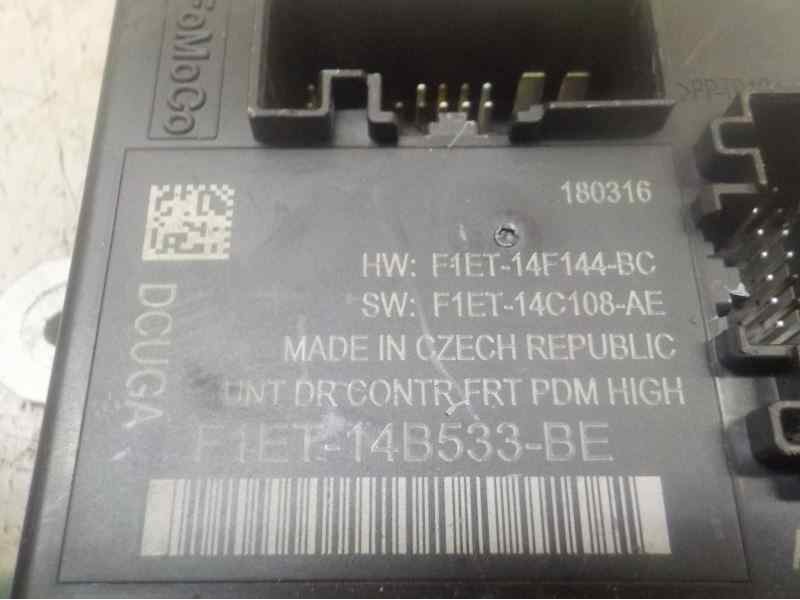 FoMoCo
180316
HW: F1ET-14F144-BC
SW: F1ET-14C108-AE
MADE IN CZECH REPUBLIC
UNT DR CONTR FRT PDM HIGH
F1ET-14B533-BE
DCUGA